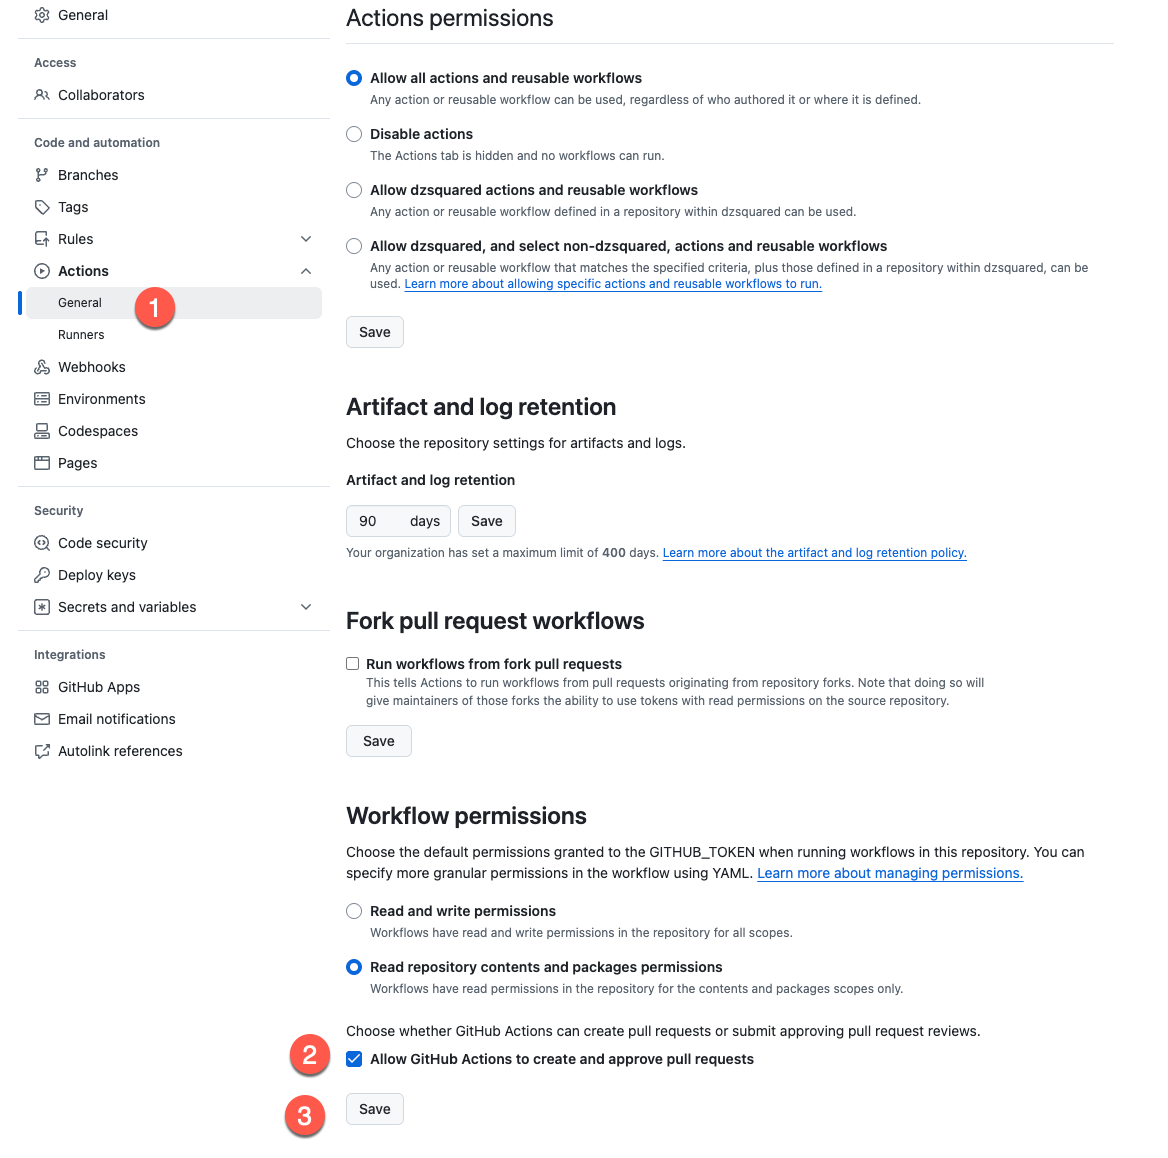 General
Access
Collaborators
Code and automation
Branches
Tags
Rules
Actions
General
1
Runners
Webhooks
Environments
Codespaces
Pages
Security
Code security
Deploy keys
Secrets and variables
Integrations
GitHub Apps
Email notifications
Autolink references
Actions permissions
Allow all actions and reusable workflows
Any action or reusable workflow can be used, regardless of who authored it or where it is defined.
Disable actions
The Actions tab is hidden and no workflows can run.
Allow dzsquared actions and reusable workflows
Any action or reusable workflow defined in a repository within dzsquared can be used.
Allow dzsquared, and select non-dzsquared, actions and reusable workflows
Any action or reusable workflow that matches the specified criteria, plus those defined in a repository within dzsquared, can be
used. Learn more about allowing specific actions and reusable workflows to run.
Save
Artifact and log retention
Choose the repository settings for artifacts and logs.
Artifact and log retention
90 days Save
Your organization has set a maximum limit of 400 days. Learn more about the artifact and log retention policy.
Fork pull request workflows
Run workflows from fork pull requests
This tells Actions to run workflows from pull requests originating from repository forks. Note that doing so will
give maintainers of those forks the ability to use tokens with read permissions on the source repository.
Save
Workflow permissions
Choose the default permissions granted to the GITHUB_TOKEN when running workflows in this repository. You can
specify more granular permissions in the workflow using YAML. Learn more about managing permissions.
Read and write permissions
Workflows have read and write permissions in the repository for all scopes.
Read repository contents and packages permissions
Workflows have read permissions in the repository for the contents and packages scopes only.
Choose whether GitHub Actions can create pull requests or submit approving pull request reviews.
2 Allow GitHub Actions to create and approve pull requests
3 Save